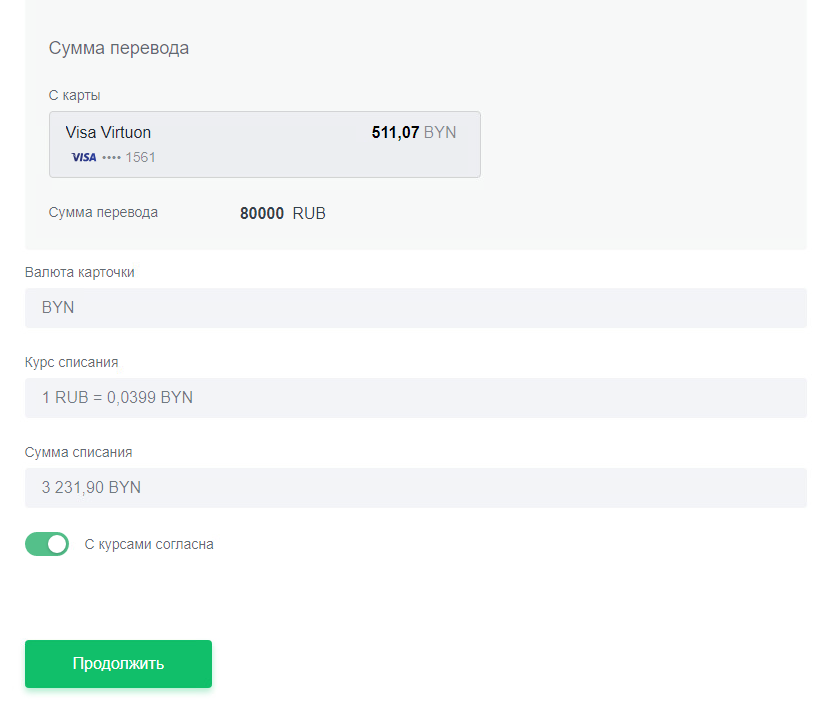 Сумма перевода
С карты
Visa Virtuon 511,07 BYN
VISA •••• 1561
Сумма перевода 80000 RUB
Валюта карточки
BYN
Курс списания
1 RUB = 0,0399 BYN
Сумма списания
3 231,90 BYN
С курсами согласна
Продолжить